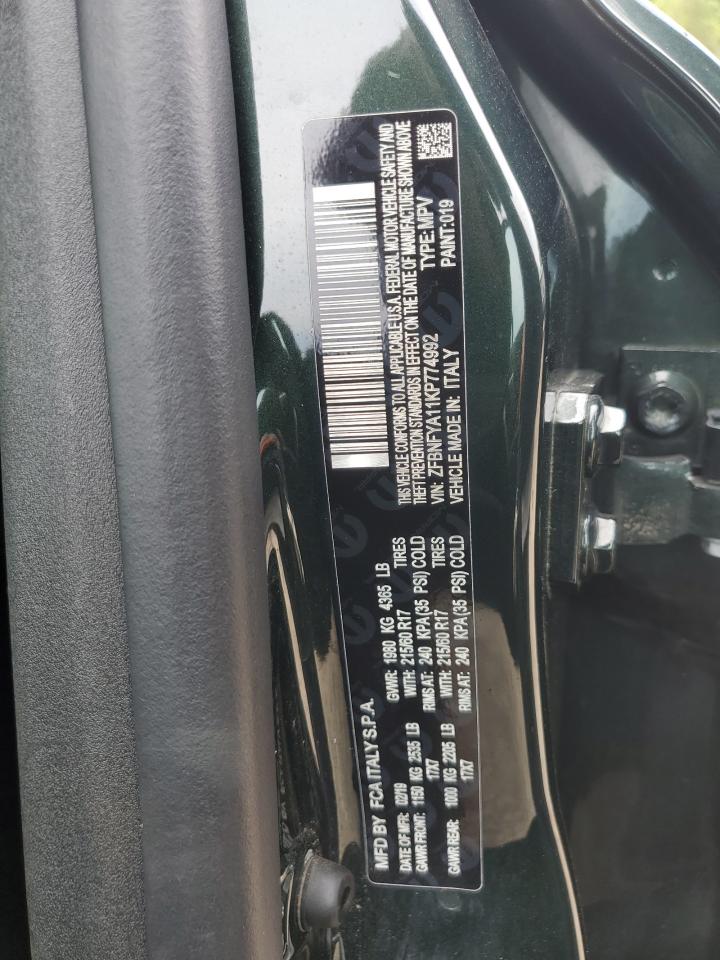 MFD BY FCA ITALY S.P.A.
DATE OF MFR: 02/19 GVWR: 1980 KG 4365 LB
GAWR FRONT: 1150 KG 2535 LB WITH: 215/60 R17 TIRES
17X7 RIMS AT: 240 KPA(35 PSI) COLD
GAWR REAR: 1000 KG 2205 LB WITH: 215/60 R17 TIRES
17X7 RIMS AT: 240 KPA(35 PSI) COLD
THIS VEHICLE CONFORMS TO ALL APPLICABLE U.S.A. FEDERAL MOTOR VEHICLE SAFETY AND
THEFT PREVENTION STANDARDS IN EFFECT ON THE DATE OF MANUFACTURE SHOWN ABOVE
VIN: ZFBNFYA11KP774992 TYPE: MPV
VEHICLE MADE IN: ITALY PAINT:019